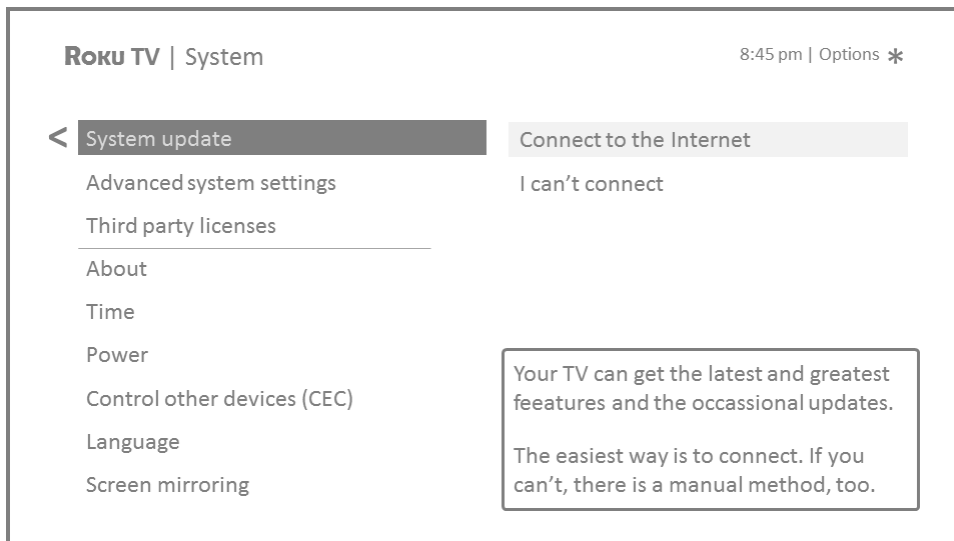 ROKU TV | System
8:45 pm | Options *
< System update
Advanced system settings
Third party licenses
About
Time
Power
Control other devices (CEC)
Language
Screen mirroring
Connect to the Internet
I can't connect
Your TV can get the latest and greatest
feeatures and the occassional updates.
The easiest way is to connect. If you
can't, there is a manual method, too.